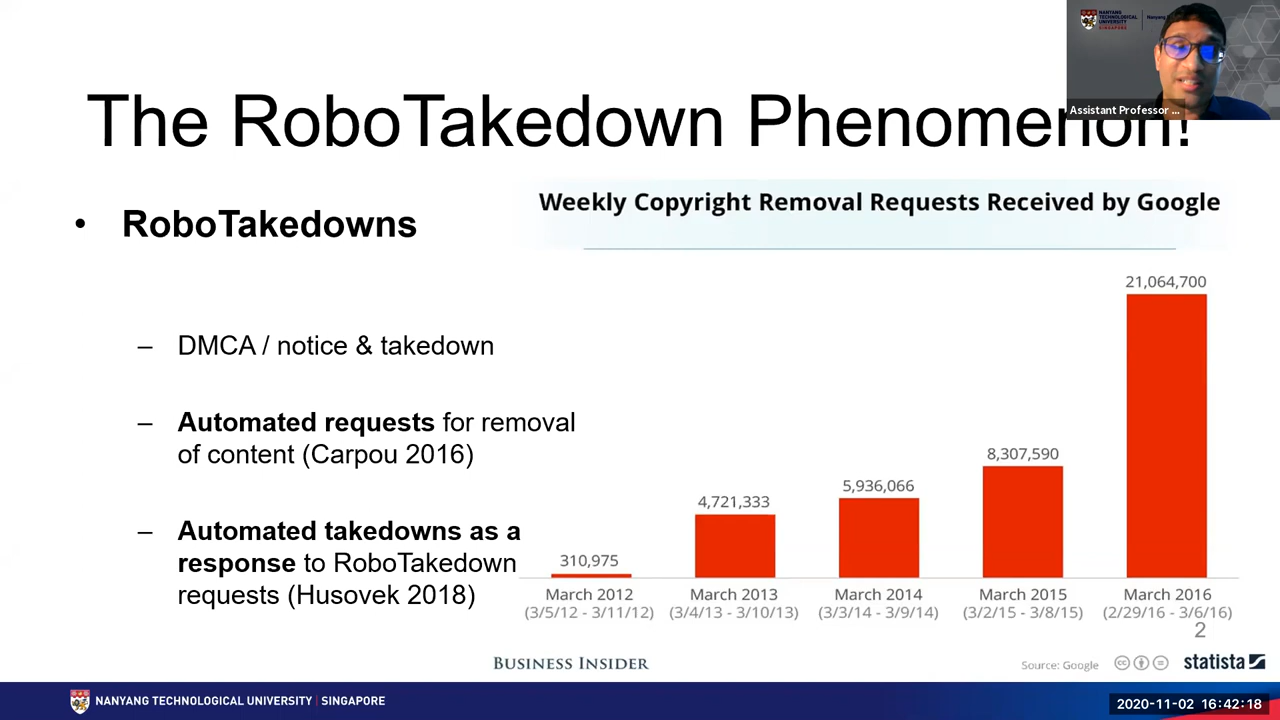 NANYANG
TECHNOLOGICAL
UNIVERSITY
SINGAPORE
Assistant Professor ...
The RoboTakedown Phenomenon!
• RoboTakedowns
– DMCA / notice & takedown
– Automated requests for removal
of content (Carpou 2016)
– Automated takedowns as a
response to RoboTakedown
requests (Husovek 2018)
Weekly Copyright Removal Requests Received by Google
310,975
4,721,333
5,936,066
8,307,590
21,064,700
March 2012 March 2013 March 2014 March 2015 March 2016
(3/5/12 - 3/11/12) (3/4/13 - 3/10/13) (3/3/14 - 3/9/14) (3/2/15 - 3/8/15) (2/29/16 - 3/6/16)
2
BUSINESS INSIDER
Source: Google
statista
NANYANG TECHNOLOGICAL UNIVERSITY | SINGAPORE
2020-11-02 16:42:18